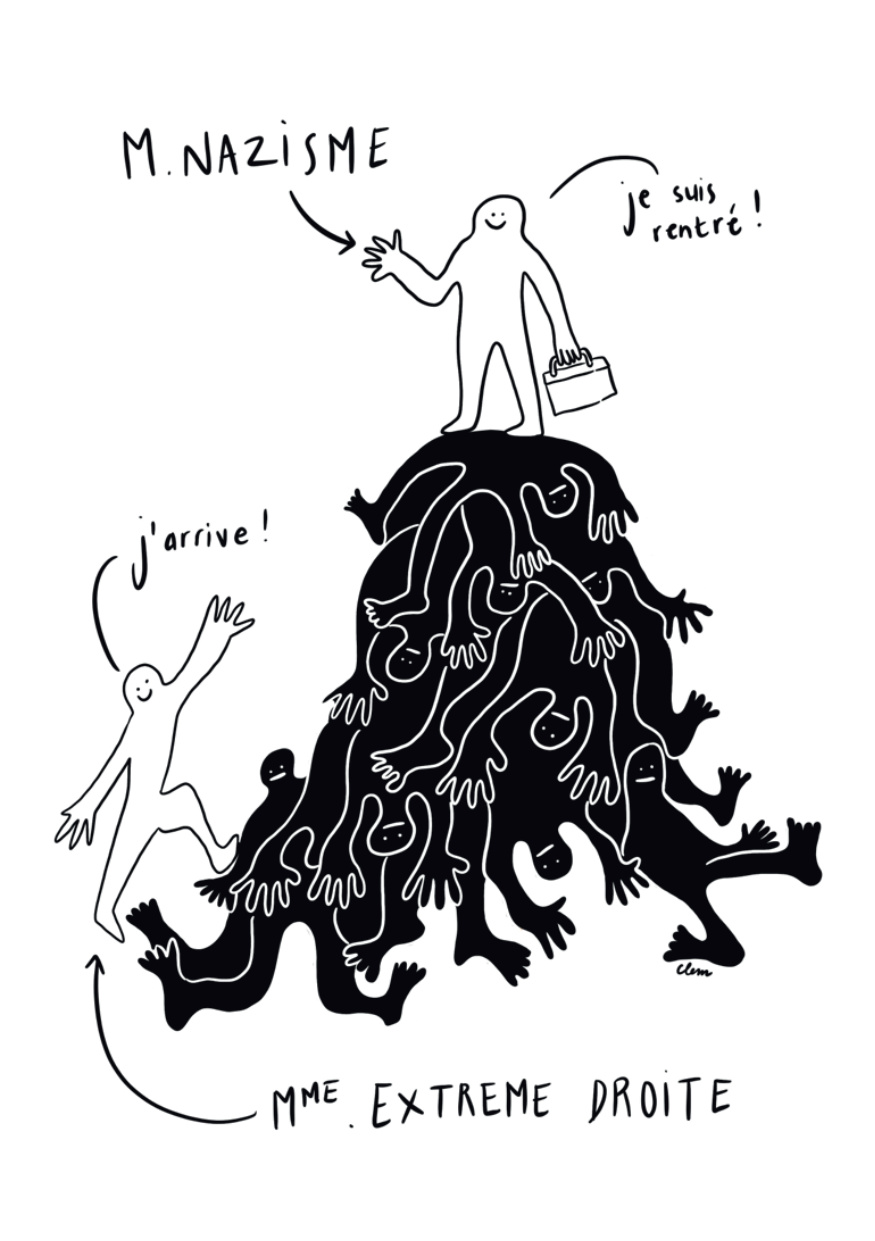 M. NAZISME
je suis
rentré !
j'arrive !
clem
MME. EXTREME DROITE